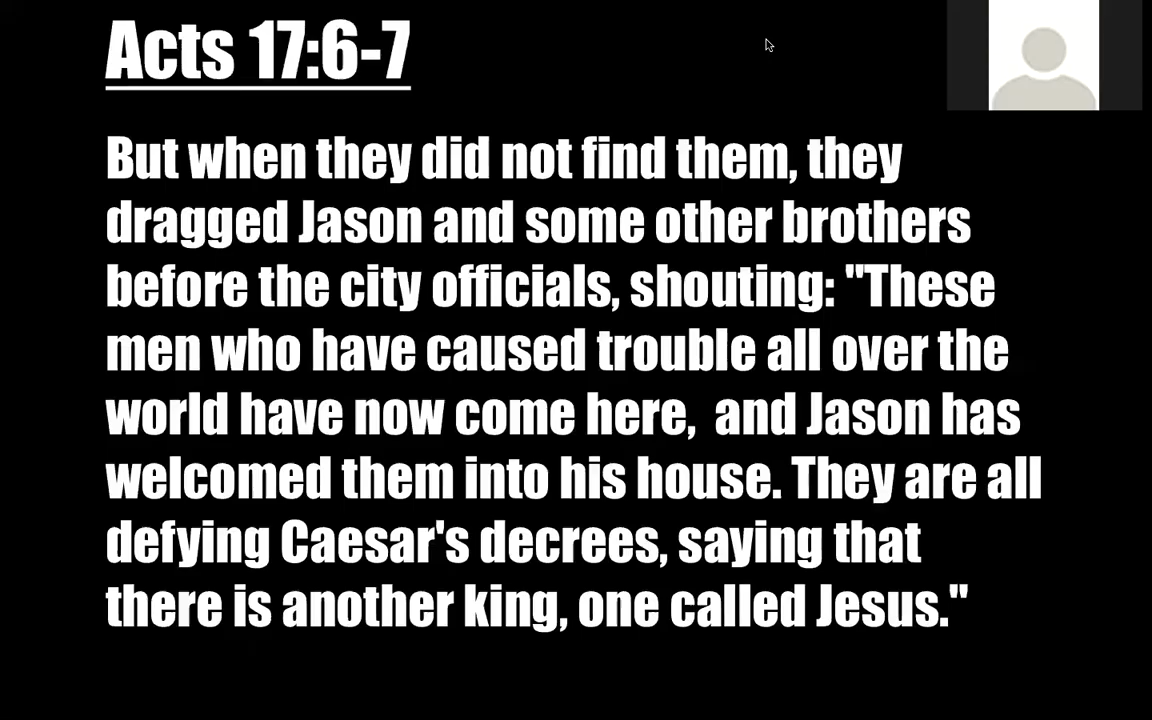 Acts 17:6-7
But when they did not find them, they
dragged Jason and some other brothers
before the city officials, shouting: "These
men who have caused trouble all over the
world have now come here,  and Jason has
welcomed them into his house. They are all
defying Caesar's decrees, saying that
there is another king, one called Jesus."